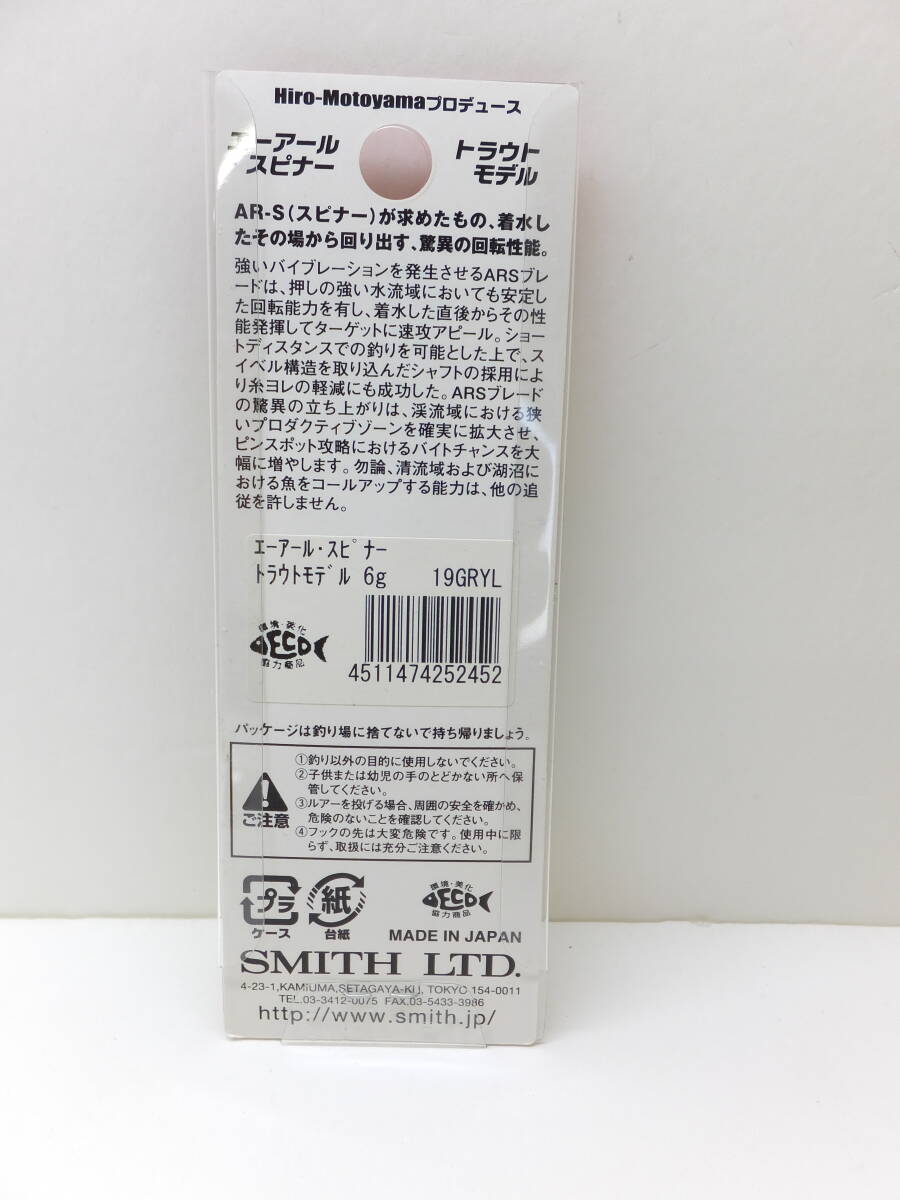 Hiro-Motoyamaプロデュース
エーアール
スピナー
トラウト
モデル
AR-S(スピナー)が求めたもの、着水し
たその場から回り出す、驚異の回転性能。
強いバイブレーションを発生させるARSブレ
ードは、押しの強い水流域においても安定し
た回転能力を有し、着水した直後からその性
能発揮してターゲットに速攻アピール。ショー
トディスタンスでの釣りを可能とした上で、ス
イベル構造を取り込んだシャフトの採用によ
り糸ヨレの軽減にも成功した。ARSブレード
の驚異の立ち上がりは、渓流域における狭
いプロダクティブゾーンを確実に拡大させ、
ピンスポット攻略におけるバイトチャンスを大
幅に増やします。勿論、清流域および湖沼に
おける魚をコールアップする能力は、他の追
従を許しません。
エーアール・スピナー
トラウトモデル 6g 19GRYL
環境・美化
ECO
協力商品
4511474252452
パッケージは釣り場に捨てないで持ち帰りましょう。
ご注意
①釣り以外の目的に使用しないでください。
②子供または幼児の手のとどかない所へ保
管してください。
③ルアーを投げる場合、周囲の安全を確かめ、
危険のないことを確認してください。
④フックの先は大変危険です。使用中に限
らず、取扱には充分ご注意ください。
プラ
ケース
紙
台紙
環境・美化
ECO
協力商品
MADE IN JAPAN
SMITH LTD.
4-23-1,KAMIUMA,SETAGAYA-KU, TOKYO 154-0011
TEL.03-3412-0075 FAX.03-5433-3986
http://www.smith.jp/